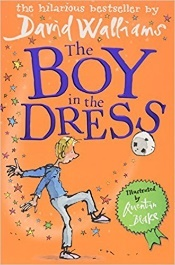 the hilarious bestseller by
David Walliams
The
BOY
in the
DRESS
Illustrated
by
Quentin
Blake